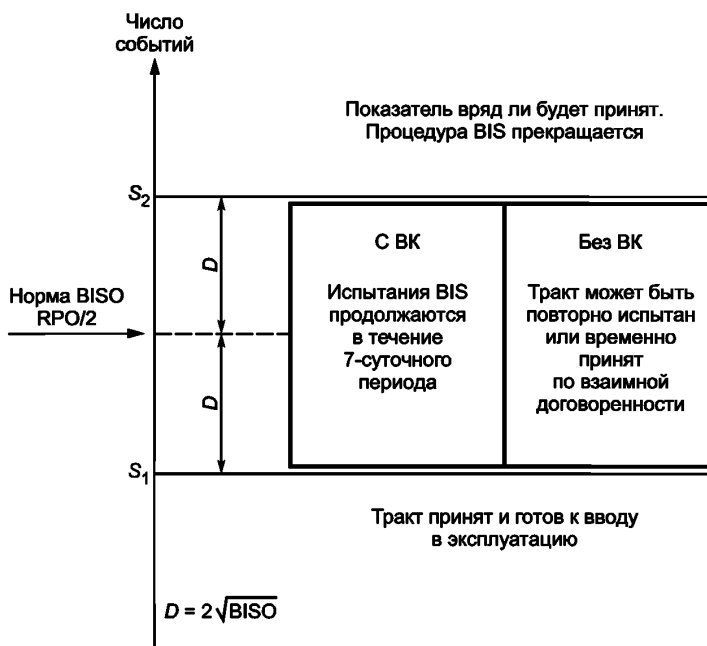 Число
событий
Показатель вряд ли будет принят.
Процедура BIS прекращается
S₂
D
С ВК
Испытания BIS
продолжаются
в течение
7-суточного
периода
Без ВК
Тракт может быть
повторно испытан
или временно
принят
по взаимной
договоренности
Норма BISO
RPO/2
D
S₁
Тракт принят и готов к вводу
в эксплуатацию
D = 2√BISO